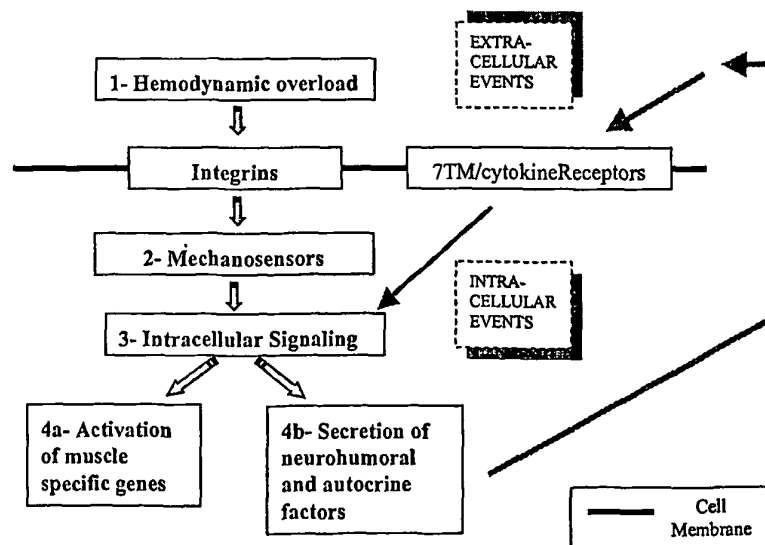 EXTRA-
CELLULAR
EVENTS
1- Hemodynamic overload
Integrins
7TM/cytokineReceptors
2- Mechanosensors
INTRA-
CELLULAR
EVENTS
3- Intracellular Signaling
4a- Activation
of muscle
specific genes
4b- Secretion of
neurohumoral
and autocrine
factors
Cell
Membrane